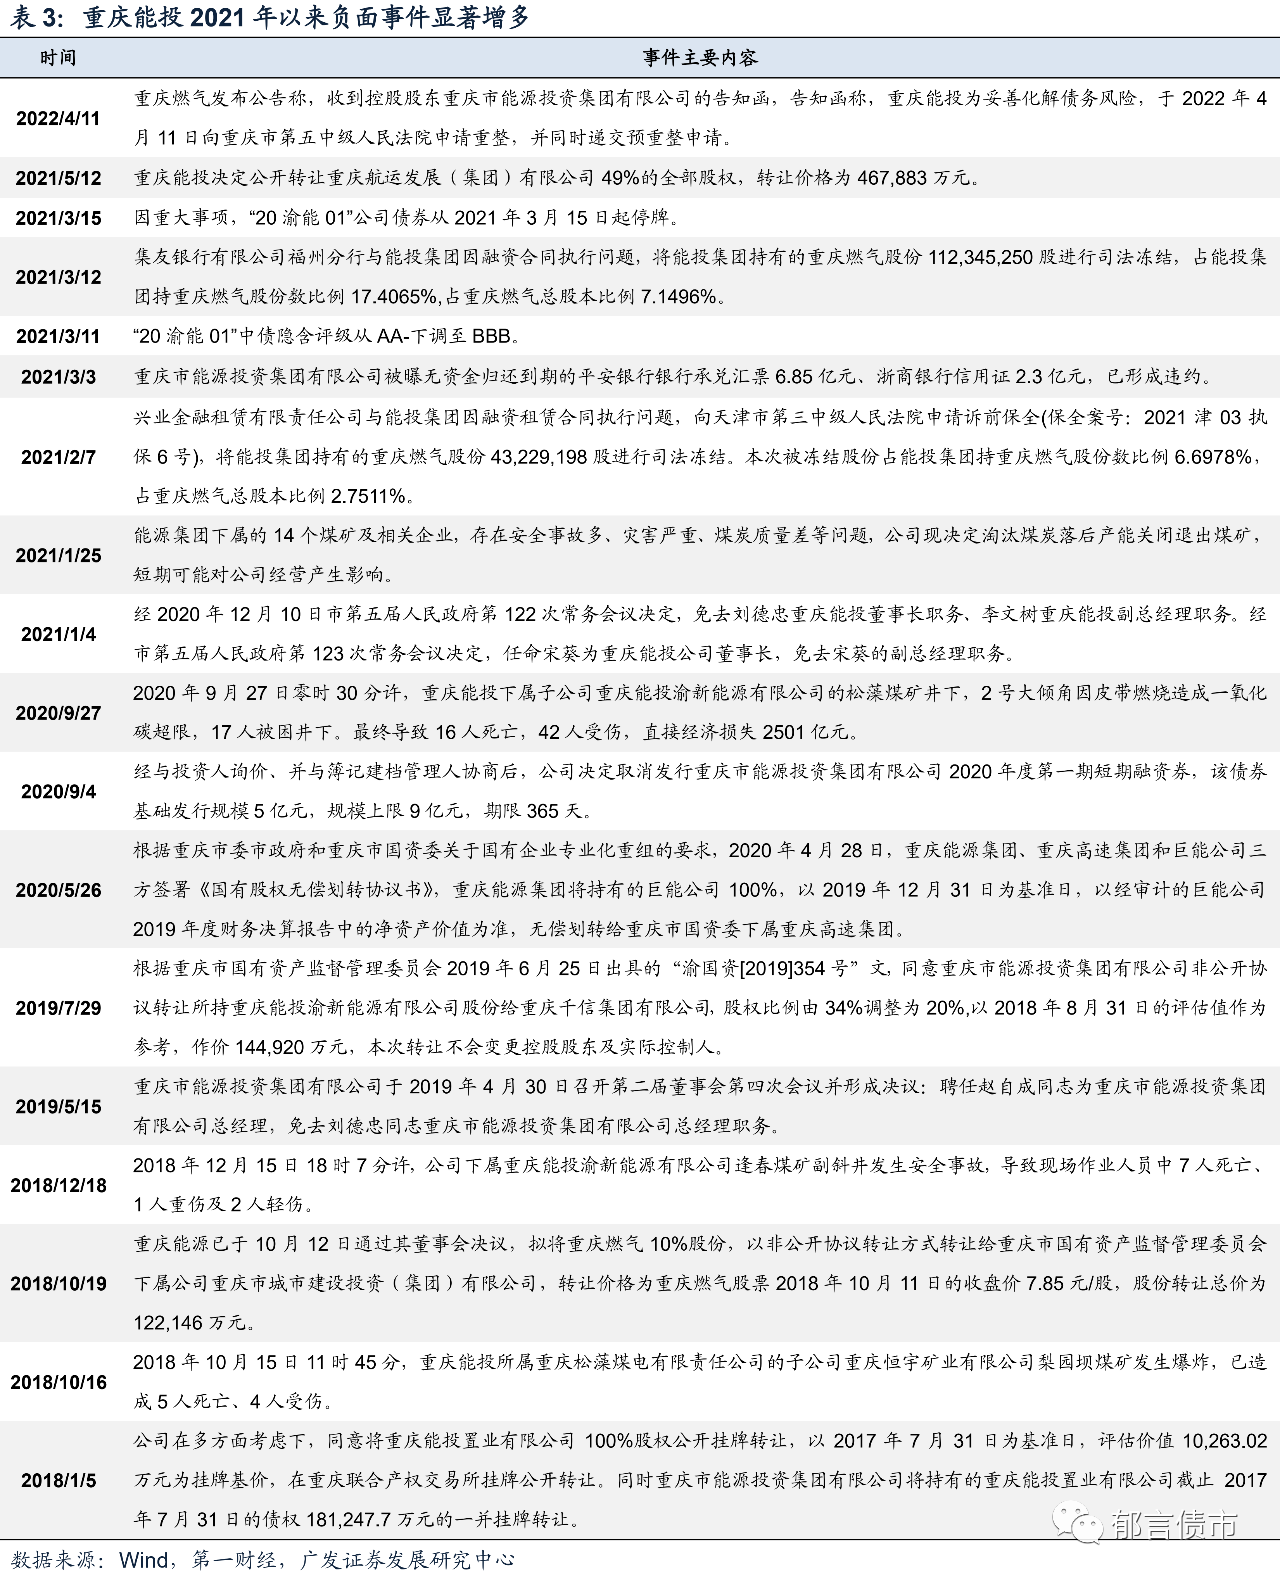 表 3：重庆能投 2021 年以来负面事件显著增多
时间 事件主要内容
重庆燃气发布公告称，收到控股股东重庆市能源投资集团有限公司的告知函，告知函称，重庆能投为妥善化解债务风险，于 2022 年 4
2022/4/11
月 11 日向重庆市第五中级人民法院申请重整，并同时递交预重整申请。
2021/5/12 重庆能投决定公开转让重庆航运发展（集团）有限公司 49%的全部股权，转让价格为 467,883 万元。
2021/3/15 因重大事项，“20 渝能 01”公司债券从 2021 年 3 月 15 日起停牌。
集友银行有限公司福州分行与能投集团因融资合同执行问题，将能投集团持有的重庆燃气股份 112,345,250 股进行司法冻结，占能投集
2021/3/12
团持重庆燃气股份数比例 17.4065%,占重庆燃气总股本比例 7.1496%。
2021/3/11 “20 渝能 01”中债隐含评级从 AA-下调至 BBB。
2021/3/3 重庆市能源投资集团有限公司被曝无资金归还到期的平安银行银行承兑汇票 6.85 亿元、浙商银行信用证 2.3 亿元，已形成违约。
兴业金融租赁有限责任公司与能投集团因融资租赁合同执行问题，向天津市第三中级人民法院申请诉前保全(保全案号：2021 津 03 执
2021/2/7 保 6 号)，将能投集团持有的重庆燃气股份 43,229,198 股进行司法冻结。本次被冻结股份占能投集团持重庆燃气股份数比例 6.6978%，
占重庆燃气总股本比例 2.7511%。
能源集团下属的 14 个煤矿及相关企业，存在安全事故多、灾害严重、煤炭质量差等问题，公司现决定淘汰煤炭落后产能关闭退出煤矿，
2021/1/25
短期可能对公司经营产生影响。
经 2020 年 12 月 10 日市第五届人民政府第 122 次常务会议决定，免去刘德忠重庆能投董事长职务、李文树重庆能投副总经理职务。经
2021/1/4
市第五届人民政府第 123 次常务会议决定，任命宋葵为重庆能投公司董事长，免去宋葵的副总经理职务。
2020 年 9 月 27 日零时 30 分许，重庆能投下属子公司重庆能投渝新能源有限公司的松藻煤矿井下，2 号大倾角因皮带燃烧造成一氧化
2020/9/27
碳超限，17 人被困井下。最终导致 16 人死亡，42 人受伤，直接经济损失 2501 亿元。
经与投资人询价、并与簿记建档管理人协商后，公司决定取消发行重庆市能源投资集团有限公司 2020 年度第一期短期融资券，该债券
2020/9/4
基础发行规模 5 亿元，规模上限 9 亿元，期限 365 天。
根据重庆市委市政府和重庆市国资委关于国有企业专业化重组的要求，2020 年 4 月 28 日，重庆能源集团、重庆高速集团和巨能公司三
2020/5/26 方签署《国有股权无偿划转协议书》，重庆能源集团将持有的巨能公司 100%，以 2019 年 12 月 31 日为基准日，以经审计的巨能公司
2019 年度财务决算报告中的净资产价值为准，无偿划转给重庆市国资委下属重庆高速集团。
根据重庆市国有资产监督管理委员会 2019 年 6 月 25 日出具的“渝国资[2019]354 号”文，同意重庆市能源投资集团有限公司非公开协
2019/7/29 议转让所持重庆能投渝新能源有限公司股份给重庆千信集团有限公司，股权比例由 34%调整为 20%,以 2018 年 8 月 31 日的评估值作为
参考，作价 144,920 万元，本次转让不会变更控股股东及实际控制人。
重庆市能源投资集团有限公司于 2019 年 4 月 30 日召开第二届董事会第四次会议并形成决议：聘任赵自成同志为重庆市能源投资集团
2019/5/15
有限公司总经理，免去刘德忠同志重庆市能源投资集团有限公司总经理职务。
2018 年 12 月 15 日 18 时 7 分许，公司下属重庆能投渝新能源有限公司逢春煤矿副斜井发生安全事故，导致现场作业人员中 7 人死亡、
2018/12/18
1 人重伤及 2 人轻伤。
重庆能源已于 10 月 12 日通过其董事会决议，拟将重庆燃气 10%股份，以非公开协议转让方式转让给重庆市国有资产监督管理委员会
2018/10/19 下属公司重庆市城市建设投资（集团）有限公司，转让价格为重庆燃气股票 2018 年 10 月 11 日的收盘价 7.85 元/股，股份转让总价为
122,146 万元。
2018 年 10 月 15 日 11 时 45 分，重庆能投所属重庆松藻煤电有限责任公司的子公司重庆恒宇矿业有限公司梨园坝煤矿发生爆炸，已造
2018/10/16
成 5 人死亡、4 人受伤。
公司在多方面考虑下，同意将重庆能投置业有限公司 100%股权公开挂牌转让，以 2017 年 7 月 31 日为基准日，评估价值 10,263.02
2018/1/5 万元为挂牌基价，在重庆联合产权交易所挂牌公开转让。同时重庆市能源投资集团有限公司将持有的重庆能投置业有限公司截止 2017
年 7 月 31 日的债权 181,247.7 万元的一并挂牌转让。
郁言债市
数据来源：Wind，第一财经，广发证券发展研究中心